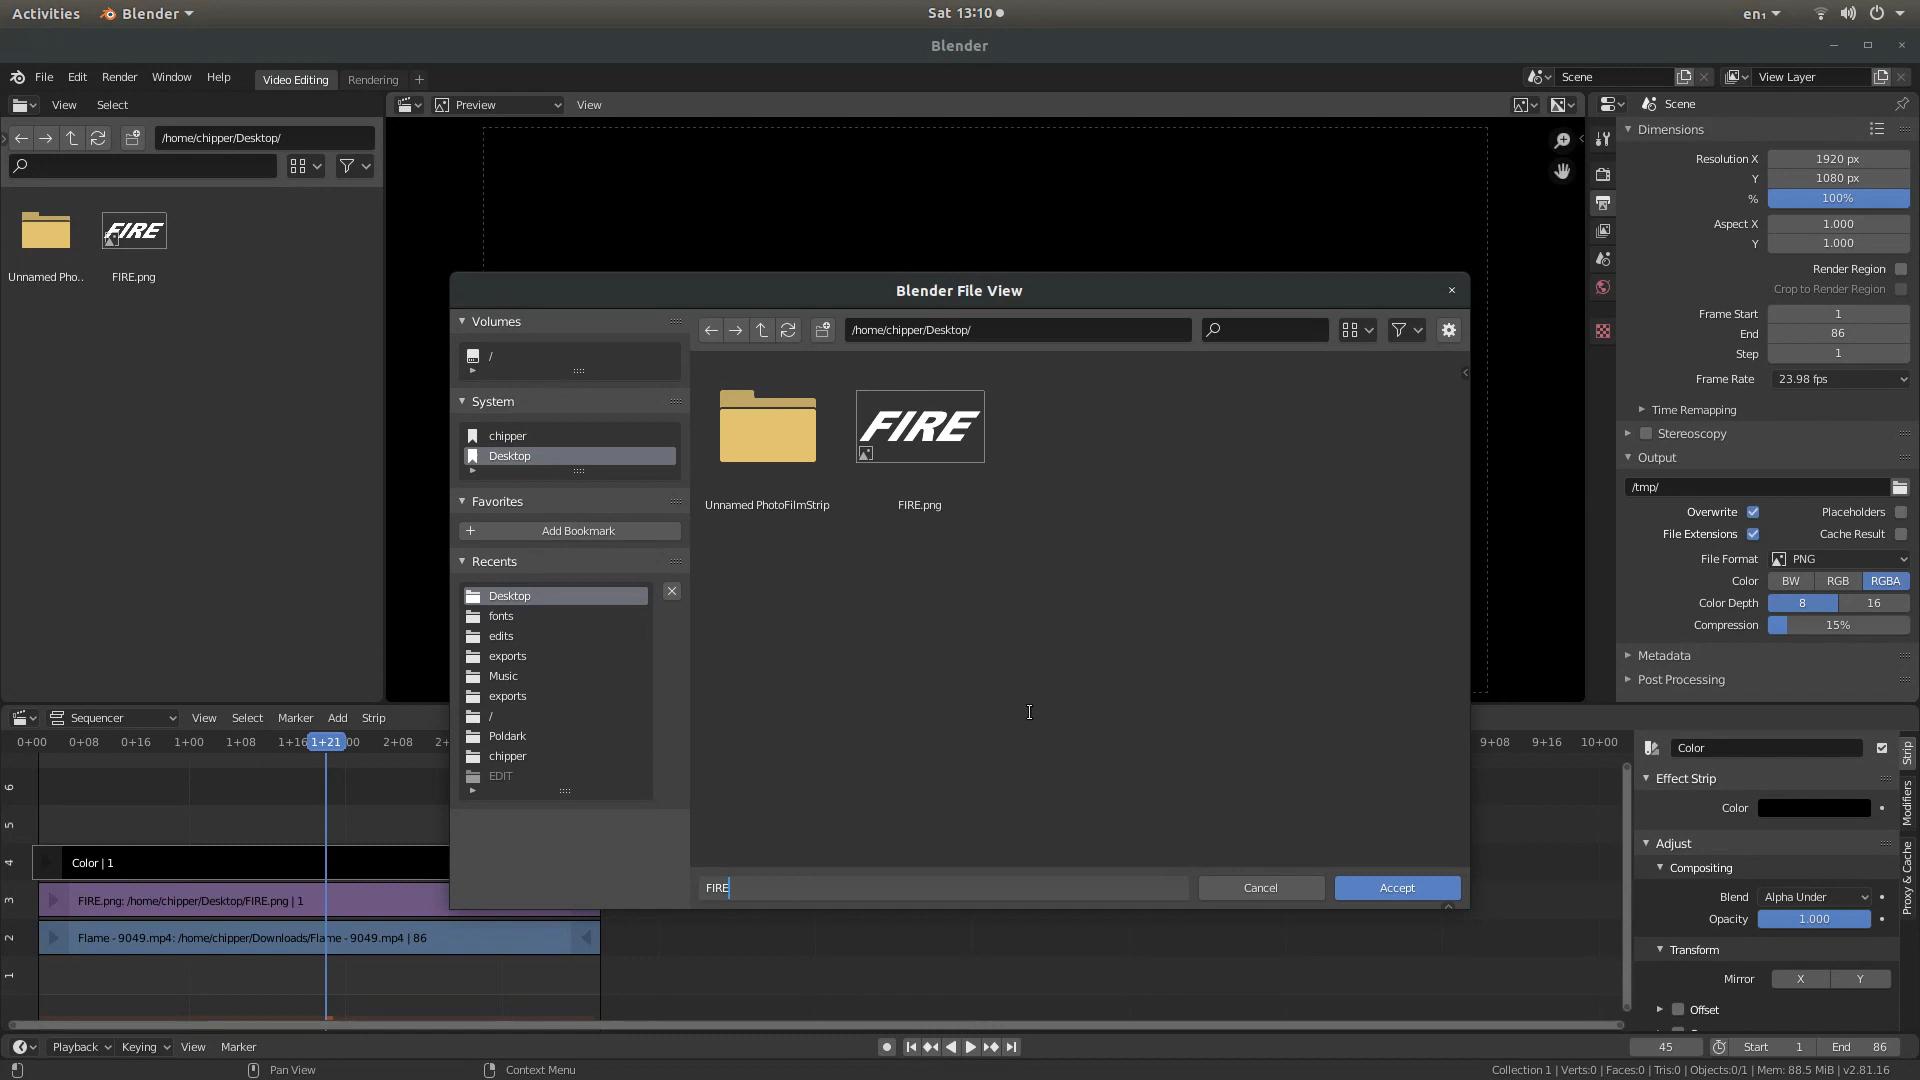 Activities Blender Sat 13:10 en₁
Blender
File Edit Render Window Help Video Editing Rendering + Scene View Layer
View Select Preview View Scene
/home/chipper/Desktop/
Dimensions
Resolution X 1920 px
Y 1080 px
% 100%
Aspect X 1.000
Y 1.000
Render Region
Crop to Render Region
Frame Start 1
End 86
Step 1
Frame Rate 23.98 fps
Time Remapping
Stereoscopy
Output
/tmp/
Overwrite Placeholders
File Extensions Cache Result
File Format PNG
Color BW RGB RGBA
Color Depth 8 16
Compression 15%
Metadata
Post Processing
FIRE
Unnamed Pho.. FIRE.png
Blender File View
Volumes
/
System
chipper
Desktop
Favorites
Add Bookmark
Recents
Desktop
fonts
edits
exports
Music
exports
/
Poldark
chipper
EDIT
/home/chipper/Desktop/
FIRE
Unnamed PhotoFilmStrip FIRE.png
FIRE Cancel Accept
Sequencer View Select Marker Add Strip
0+00 0+08 0+16 1+00 1+08 1+16 1+21 00 2+08 2+ 9+08 9+16 10+00
6
5
4 Color | 1
3 FIRE.png: /home/chipper/Desktop/FIRE.png | 1
2 Flame - 9049.mp4: /home/chipper/Downloads/Flame - 9049.mp4 | 86
1
Color
Effect Strip
Color
Adjust
Compositing
Blend Alpha Under
Opacity 1.000
Transform
Mirror X Y
Offset
Strip
Modifiers
Proxy & Cache
Playback Keying View Marker 45 Start 1 End 86
Pan View Context Menu Collection 1 | Verts:0 | Faces:0 | Tris:0 | Objects:0/1 | Mem: 88.5 MiB | v2.81.16